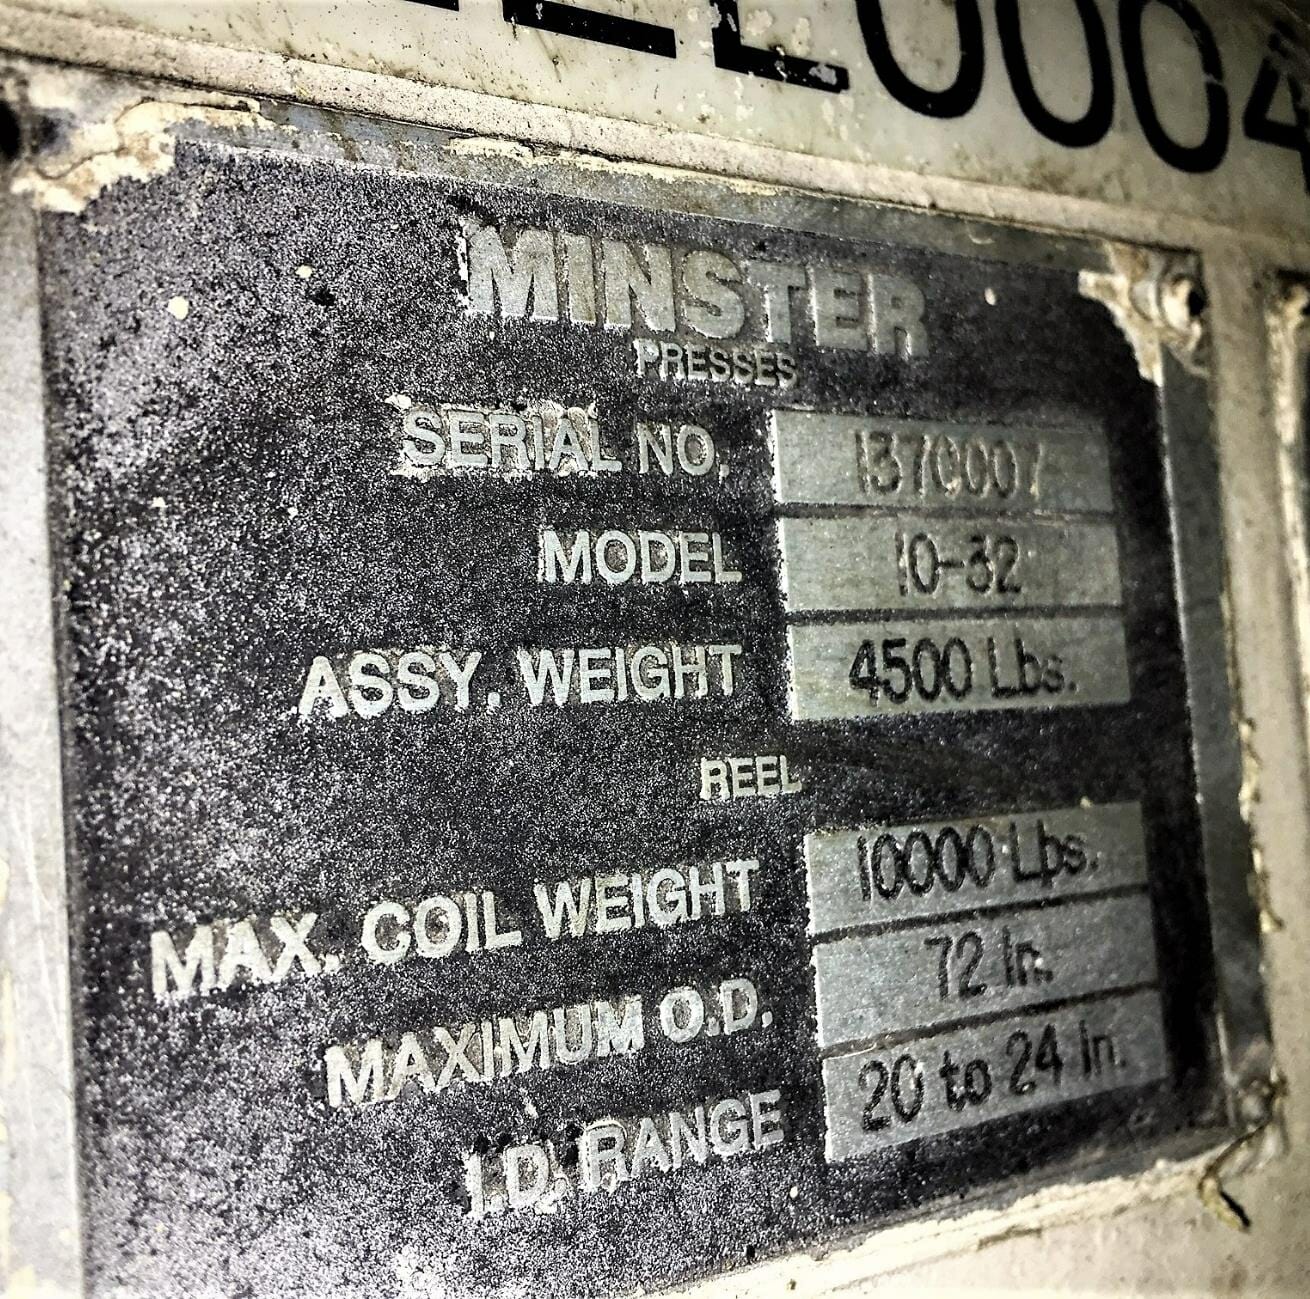 0004
MINSTER
PRESSES
SERIAL NO. 1370007
MODEL 10-32
ASSY. WEIGHT 4500 Lbs.
REEL
MAX. COIL WEIGHT 10000 Lbs.
MAXIMUM O.D. 72 in.
I.D. RANGE 20 to 24 in.